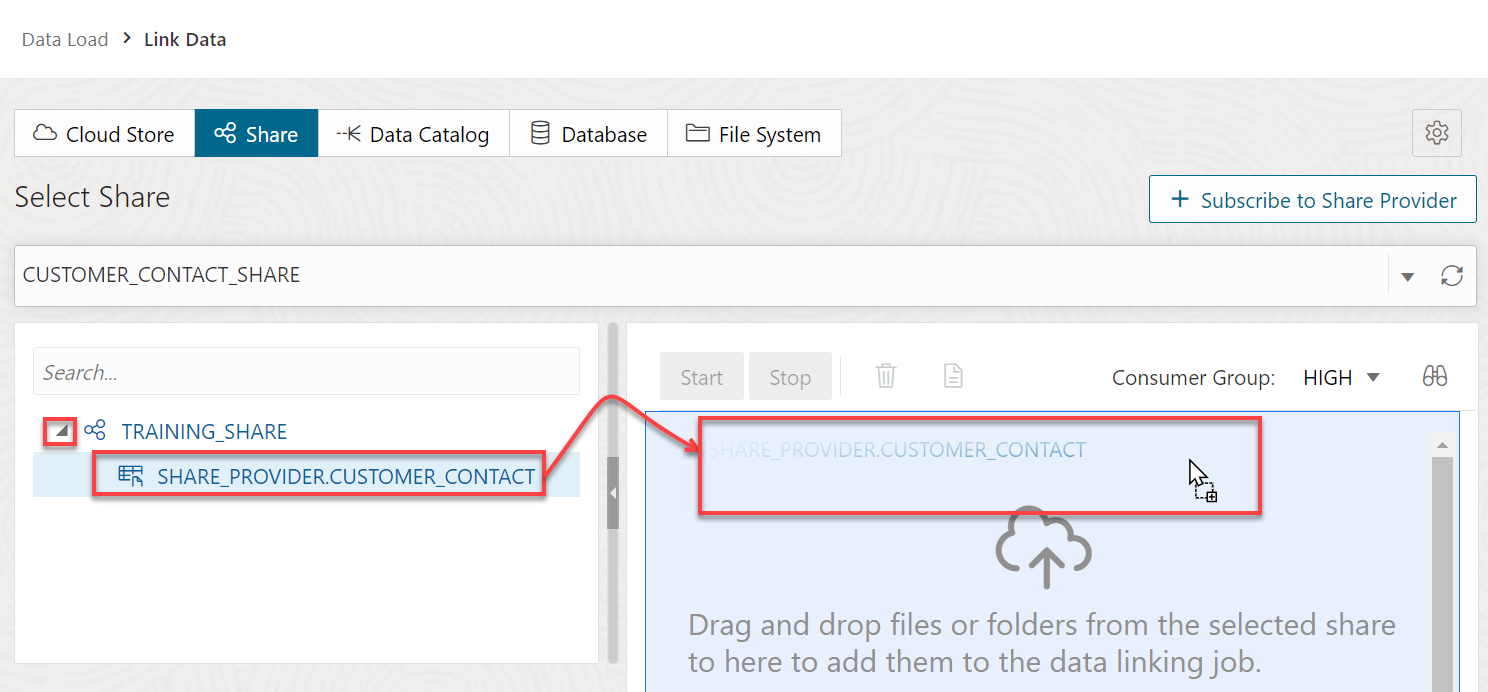 Data Load > Link Data
Cloud Store Share Data Catalog Database File System
Select Share
+ Subscribe to Share Provider
CUSTOMER_CONTACT_SHARE
Search...
TRAINING_SHARE
SHARE_PROVIDER.CUSTOMER_CONTACT
Start Stop Consumer Group: HIGH
SHARE_PROVIDER.CUSTOMER_CONTACT
Drag and drop files or folders from the selected share
to here to add them to the data linking job.